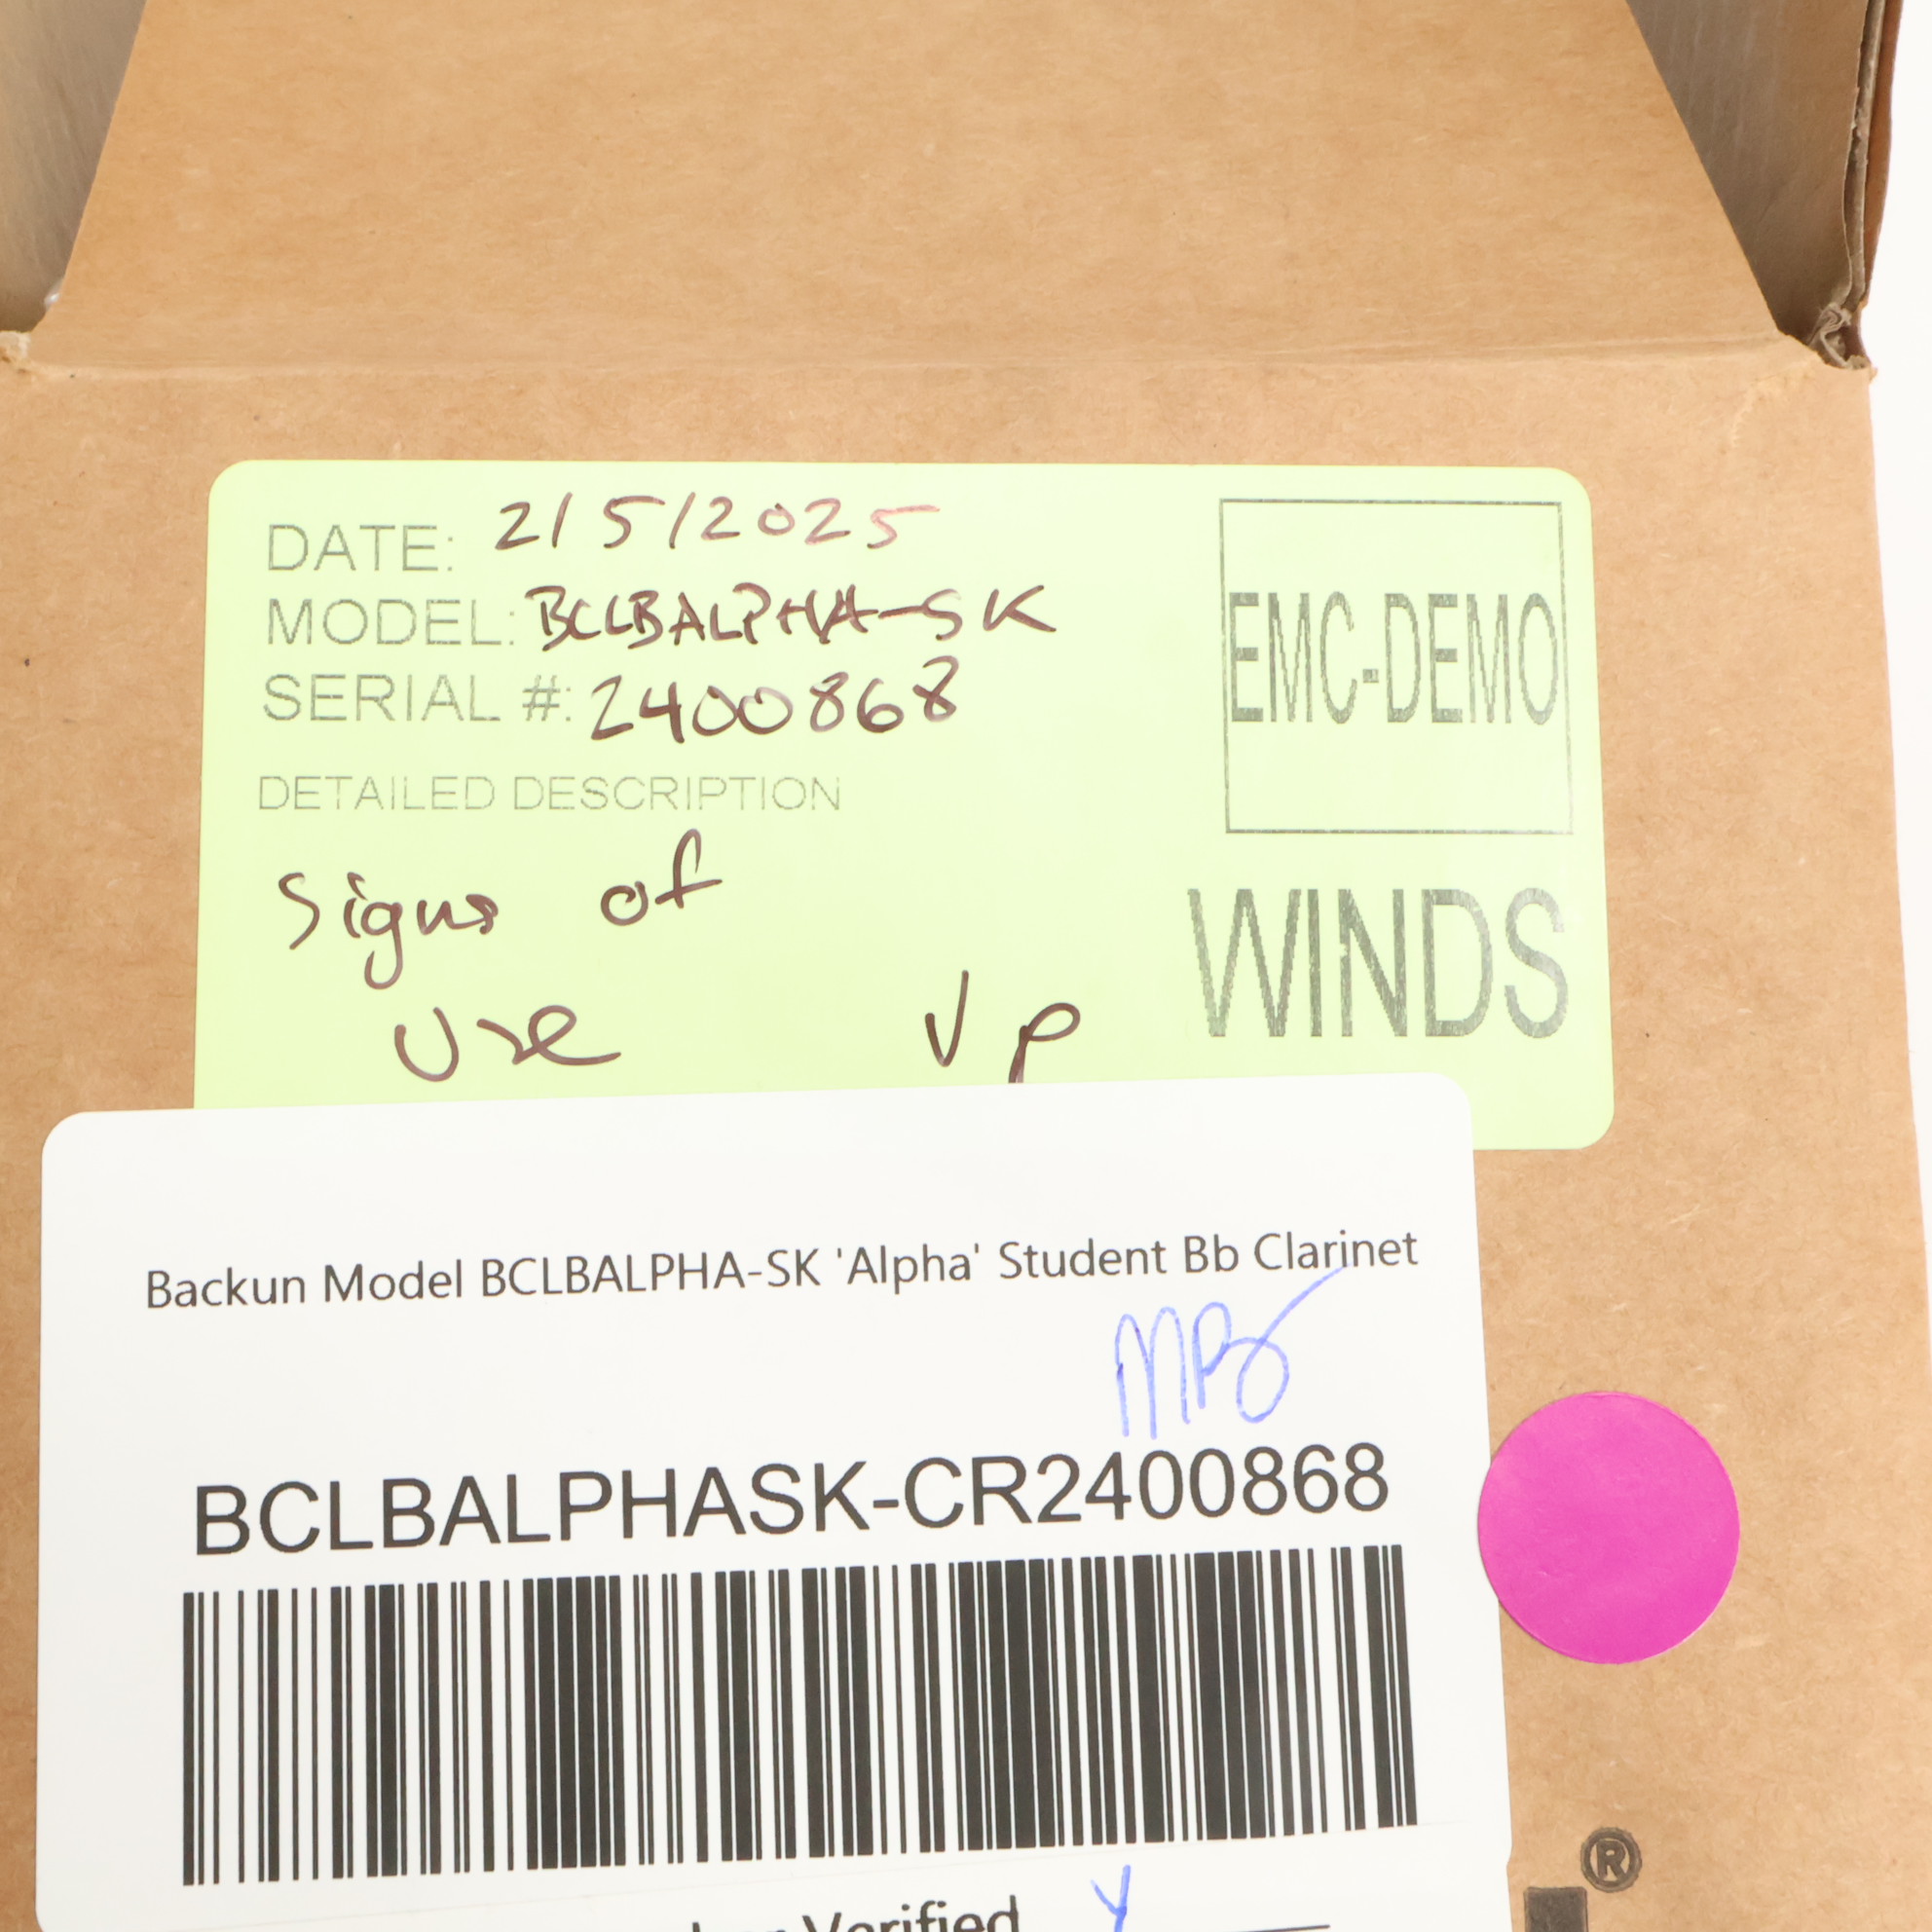 DATE: 2/5/2025
MODEL: BCLBALPHA-SK
SERIAL #: 2400868
EMC-DEMO
DETAILED DESCRIPTION
Signs of
Use
VP
WINDS
Backun Model BCLBALPHA-SK 'Alpha' Student Bb Clarinet
BCLBALPHASK-CR2400868
Verified Y
®